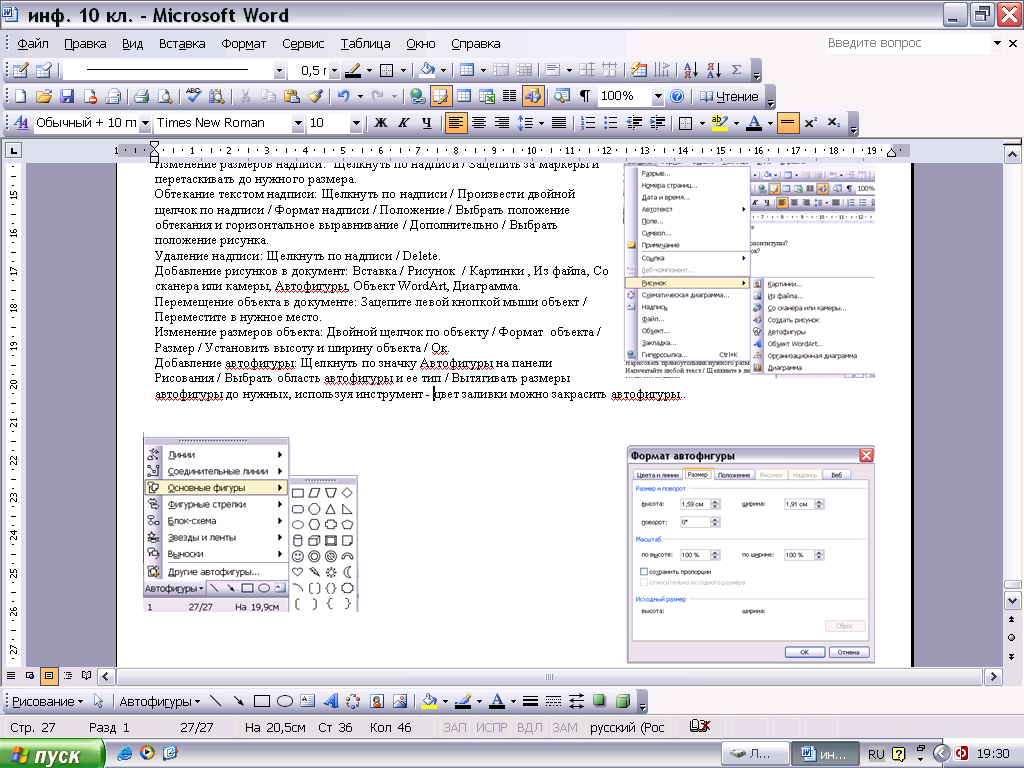 инф. 10 кл. - Microsoft Word
Файл Правка Вид Вставка Формат Сервис Таблица Окно Справка
Введите вопрос
0,5
100% Чтение
Обычный + 10 пт Times New Roman 10 Ж К Ч
Изменение размеров надписи: Щелкнуть по надписи / Зацепить за маркеры и
перетаскивать до нужного размера.
Обтекание текстом надписи: Щелкнуть по надписи / Произвести двойной
щелчок по надписи / Формат надписи / Положение / Выбрать положение
обтекания и горизонтальное выравнивание / Дополнительно / Выбрать
положение рисунка.
Удаление надписи: Щелкнуть по надписи / Delete.
Добавление рисунков в документ: Вставка / Рисунок / Картинки , Из файла, Со
сканера или камеры, Автофигуры, Объект WordArt, Диаграмма.
Перемещение объекта в документе: Зацепите левой кнопкой мыши объект /
Переместите в нужное место.
Изменение размеров объекта: Двойной щелчок по объекту / Формат объекта /
Размер / Установить высоту и ширину объекта / Ок.
Добавление автофигуры: Щелкнуть по значку Автофигуры на панели
Рисования / Выбрать область автофигуры и ее тип / Вытягивать размеры
автофигуры до нужных, используя инструмент - цвет заливки можно закрасить автофигуры..
Разрыв...
Номера страниц...
Дата и время...
Автотекст
Поле...
Символ...
Примечание
Ссылка
Веб-компонент...
Рисунок
Схематическая диаграмма...
Надпись
Файл...
Объект...
Закладка...
Гиперссылка... Ctrl+K
100%
Картинки...
Из файла...
Со сканера или камеры...
Создать рисунок
Автофигуры
Объект WordArt...
Организационная диаграмма
Диаграмма
Линии
Соединительные линии
Основные фигуры
Фигурные стрелки
Блок-схема
Звезды и ленты
Выноски
Другие автофигуры...
Автофигуры
1 27/27 На 19,9см
Формат автофигуры
Цвета и линии Размер Положение Рисунок Надпись Веб
Размер и поворот
высота: 1,59 см ширина: 1,91 см
поворот: 0°
Масштаб
по высоте: 100 % по ширине: 100 %
сохранить пропорции
относительно исходного размера
Исходный размер
высота: ширина:
Сброс
ОК Отмена
Рисование Автофигуры
Стр. 27 Разд 1 27/27 На 20,5см Ст 36 Кол 46 ЗАП ИСПР ВДЛ ЗАМ русский (Рос
пуск Л... ин... RU 19:30